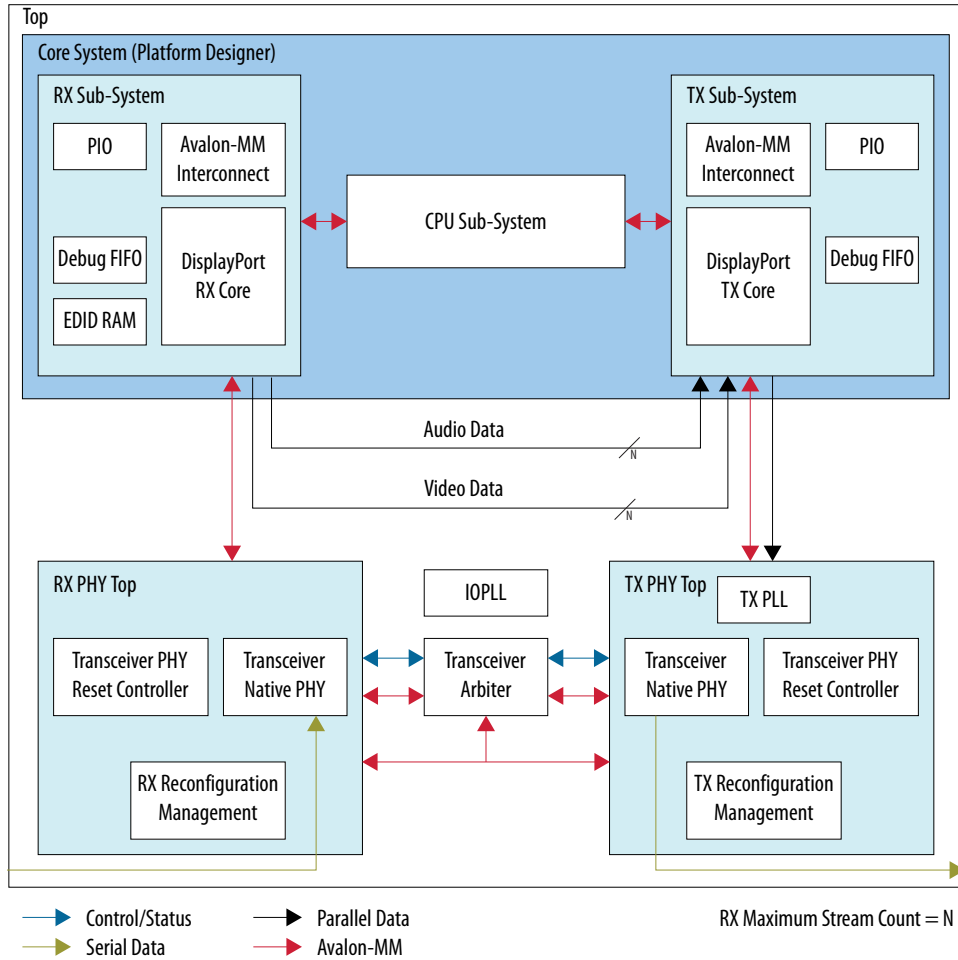 Top
Core System (Platform Designer)
RX Sub-System
PIO
Avalon-MM
Interconnect
Debug FIFO
EDID RAM
DisplayPort
RX Core
CPU Sub-System
TX Sub-System
Avalon-MM
Interconnect
PIO
DisplayPort
TX Core
Debug FIFO
Audio Data
N
Video Data
N
RX PHY Top
Transceiver PHY
Reset Controller
Transceiver
Native PHY
RX Reconfiguration
Management
IOPLL
Transceiver
Arbiter
TX PHY Top
TX PLL
Transceiver
Native PHY
Transceiver PHY
Reset Controller
TX Reconfiguration
Management
Control/Status
Parallel Data
RX Maximum Stream Count = N
Serial Data
Avalon-MM